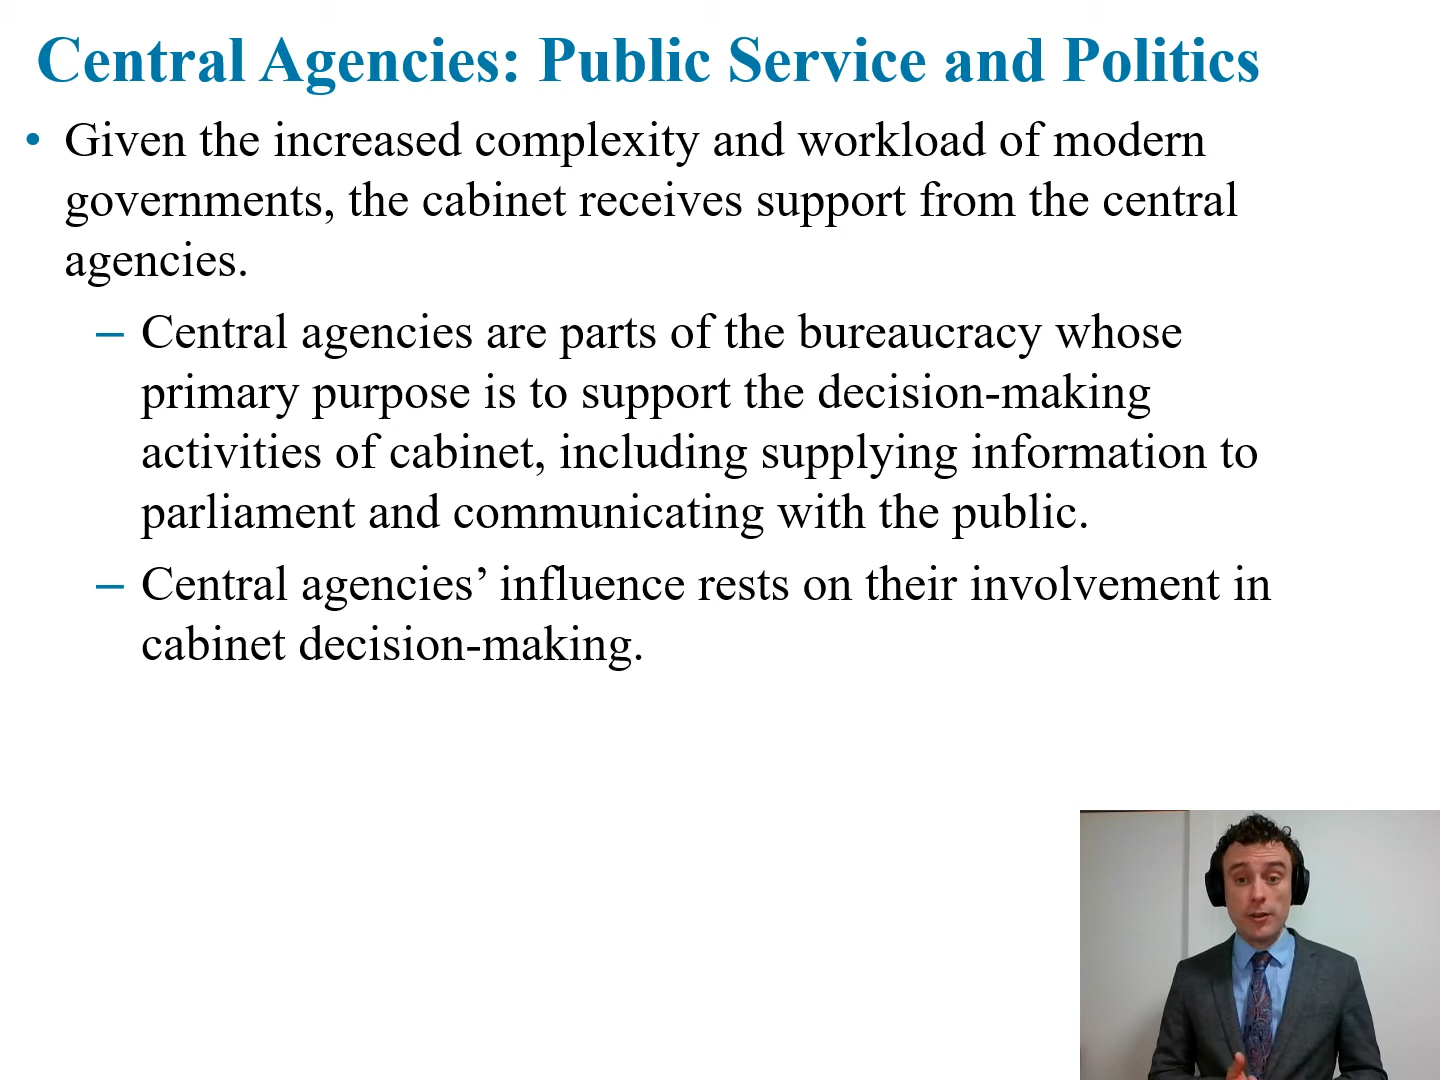 Central Agencies: Public Service and Politics
• Given the increased complexity and workload of modern
governments, the cabinet receives support from the central
agencies.
– Central agencies are parts of the bureaucracy whose
primary purpose is to support the decision-making
activities of cabinet, including supplying information to
parliament and communicating with the public.
– Central agencies’ influence rests on their involvement in
cabinet decision-making.